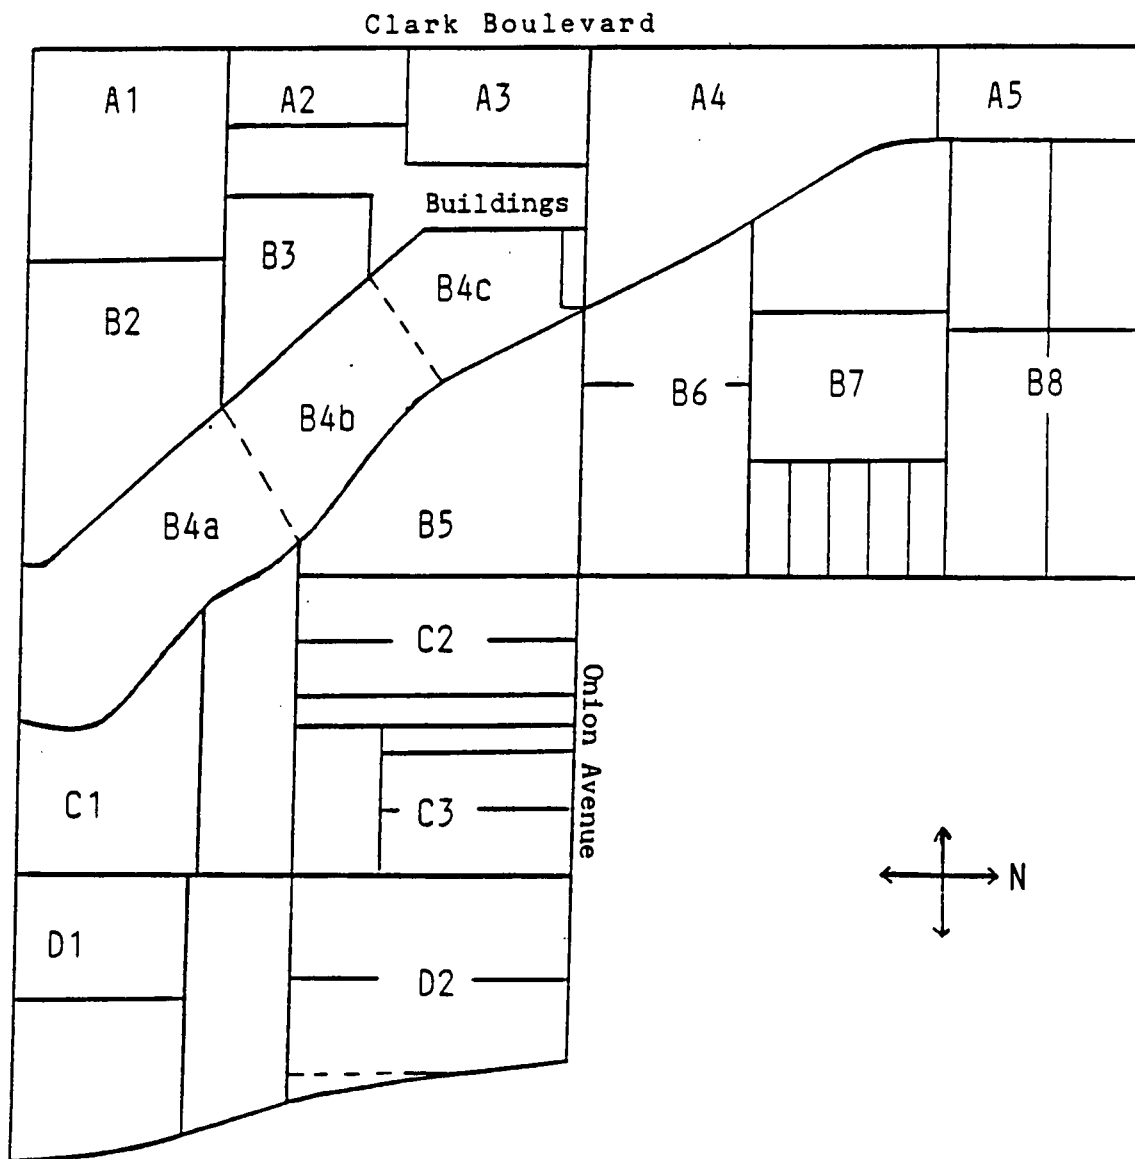 Clark Boulevard
A1
A2
A3
A4
A5
Buildings
B3
B4c
B2
B4b
B6
B7
B8
B4a
B5
C2
Onion Avenue
C1
C3
N
D1
D2